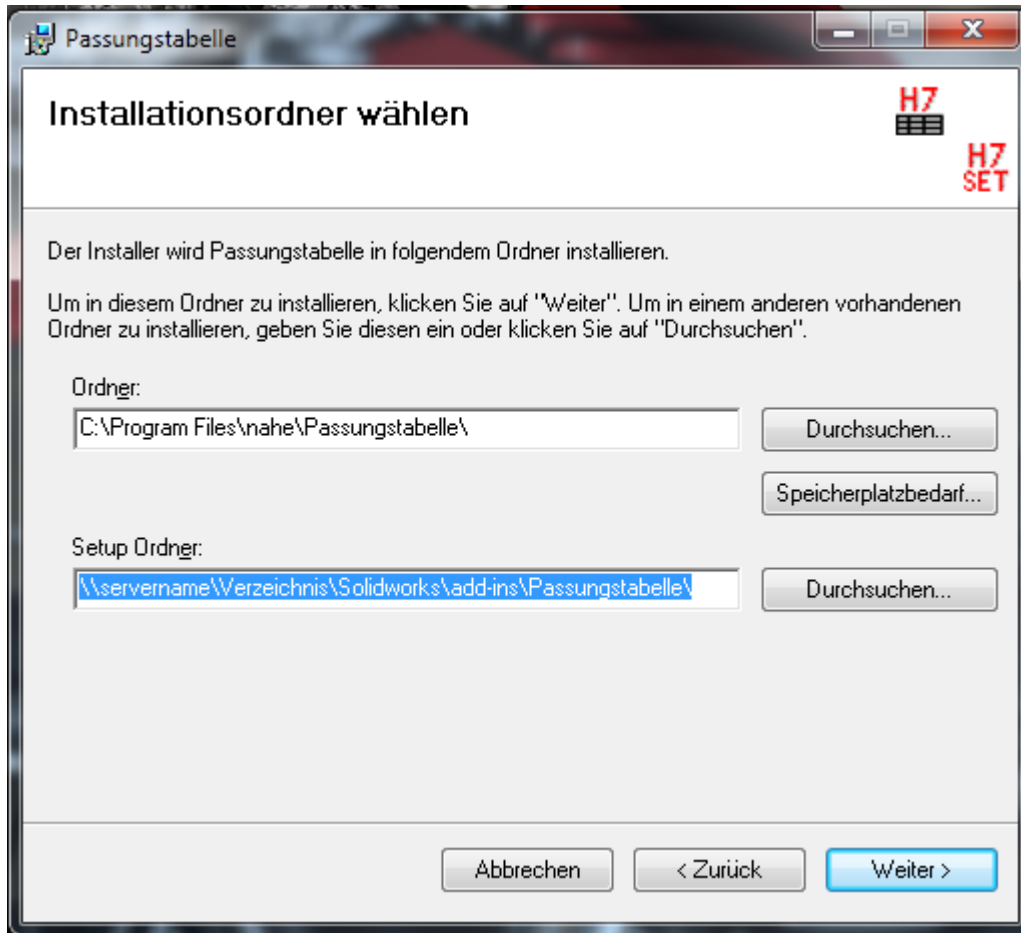 Passungstabelle
Installationsordner wählen
H7
H7
SET
Der Installer wird Passungstabelle in folgendem Ordner installieren.
Um in diesem Ordner zu installieren, klicken Sie auf "Weiter". Um in einem anderen vorhandenen
Ordner zu installieren, geben Sie diesen ein oder klicken Sie auf "Durchsuchen".
Ordner:
C:\Program Files\nahe\Passungstabelle\
Durchsuchen...
Speicherplatzbedarf...
Setup Ordner:
\\servername\Verzeichnis\Solidworks\add-ins\Passungstabelle\
Durchsuchen...
Abbrechen
< Zurück
Weiter >